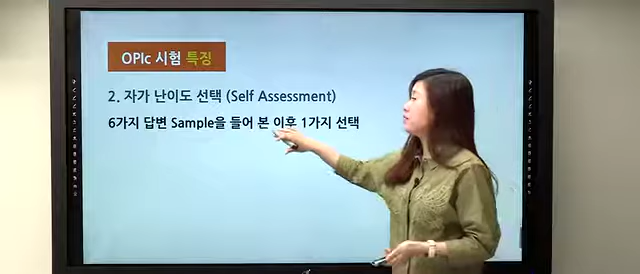 OPIc 시험 특징
2. 자가 난이도 선택 (Self Assessment)
6가지 답변 Sample을 들어 본 이후 1가지 선택